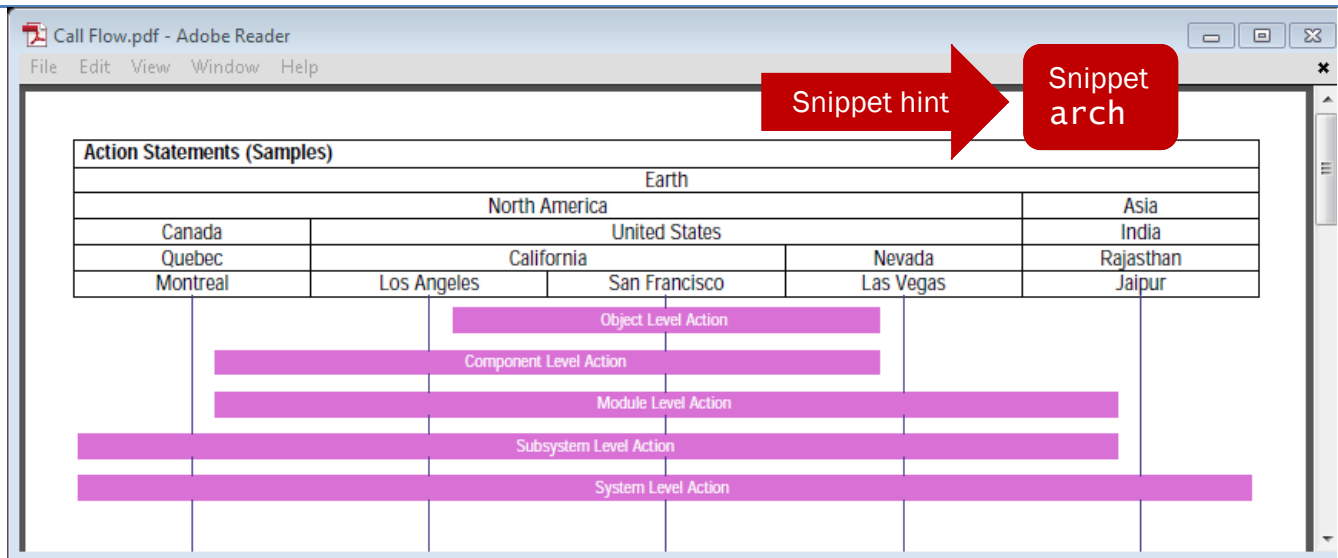 Call Flow.pdf - Adobe Reader
File Edit View Window Help
Snippet hint
Snippet
arch
Action Statements (Samples)
Earth
North America Asia
Canada United States India
Quebec California Nevada Rajasthan
Montreal Los Angeles San Francisco Las Vegas Jaipur
Object Level Action
Component Level Action
Module Level Action
Subsystem Level Action
System Level Action